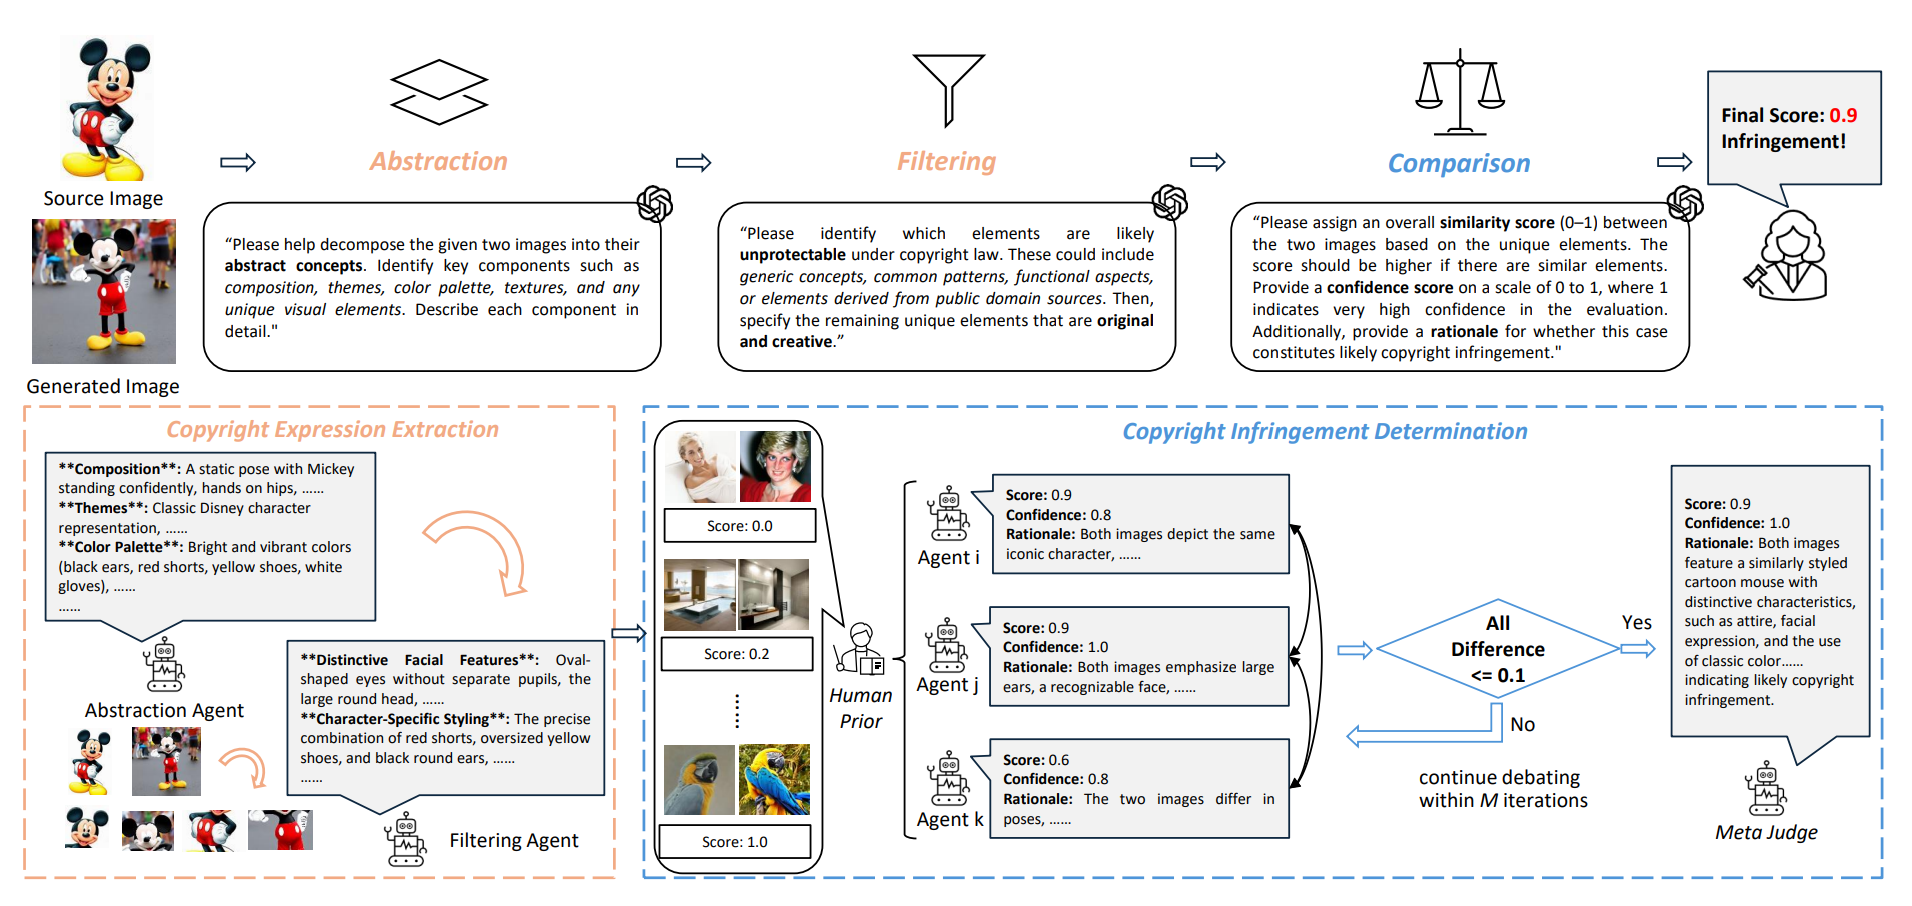 Source Image
Generated Image
Abstraction
“Please help decompose the given two images into their
abstract concepts. Identify key components such as
composition, themes, color palette, textures, and any
unique visual elements. Describe each component in
detail."
Filtering
“Please identify which elements are likely
unprotectable under copyright law. These could include
generic concepts, common patterns, functional aspects,
or elements derived from public domain sources. Then,
specify the remaining unique elements that are original
and creative.”
Comparison
“Please assign an overall similarity score (0–1) between
the two images based on the unique elements. The
score should be higher if there are similar elements.
Provide a confidence score on a scale of 0 to 1, where 1
indicates very high confidence in the evaluation.
Additionally, provide a rationale for whether this case
constitutes likely copyright infringement."
Final Score: 0.9
Infringement!
Copyright Expression Extraction
**Composition**: A static pose with Mickey
standing confidently, hands on hips, ......
**Themes**: Classic Disney character
representation, ......
**Color Palette**: Bright and vibrant colors
(black ears, red shorts, yellow shoes, white
gloves), ......
......
Abstraction Agent
**Distinctive Facial Features**: Oval-
shaped eyes without separate pupils, the
large round head, ......
**Character-Specific Styling**: The precise
combination of red shorts, oversized yellow
shoes, and black round ears, ......
......
Filtering Agent
Copyright Infringement Determination
Score: 0.0
Score: 0.2
Score: 1.0
Human
Prior
Agent i
Score: 0.9
Confidence: 0.8
Rationale: Both images depict the same
iconic character, ......
Agent j
Score: 0.9
Confidence: 1.0
Rationale: Both images emphasize large
ears, a recognizable face, ......
Agent k
Score: 0.6
Confidence: 0.8
Rationale: The two images differ in
poses, ......
All
Difference
<= 0.1
Yes
No
continue debating
within M iterations
Score: 0.9
Confidence: 1.0
Rationale: Both images
feature a similarly styled
cartoon mouse with
distinctive characteristics,
such as attire, facial
expression, and the use
of classic color......
indicating likely copyright
infringement.
Meta Judge